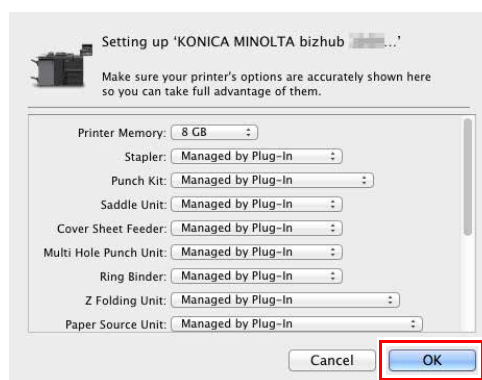 Setting up ‘KONICA MINOLTA bizhub ...’
Make sure your printer's options are accurately shown here
so you can take full advantage of them.
Printer Memory: 8 GB
Stapler: Managed by Plug-In
Punch Kit: Managed by Plug-In
Saddle Unit: Managed by Plug-In
Cover Sheet Feeder: Managed by Plug-In
Multi Hole Punch Unit: Managed by Plug-In
Ring Binder: Managed by Plug-In
Z Folding Unit: Managed by Plug-In
Paper Source Unit: Managed by Plug-In
Cancel OK